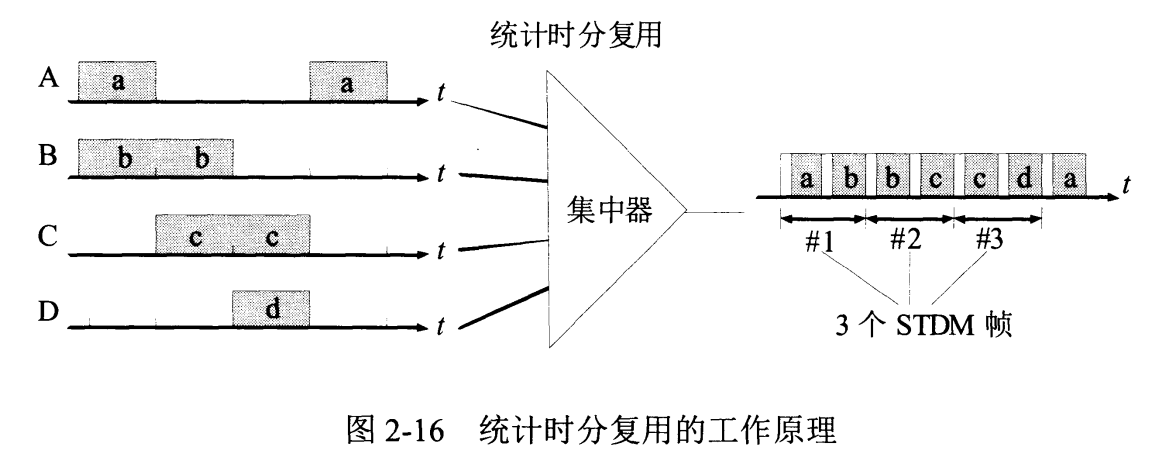 统计时分复用
A a a t
B b b t
C c c t
D d t
集中器
a b b c c d a t
#1 #2 #3
3 个 STDM 帧
图 2-16 统计时分复用的工作原理